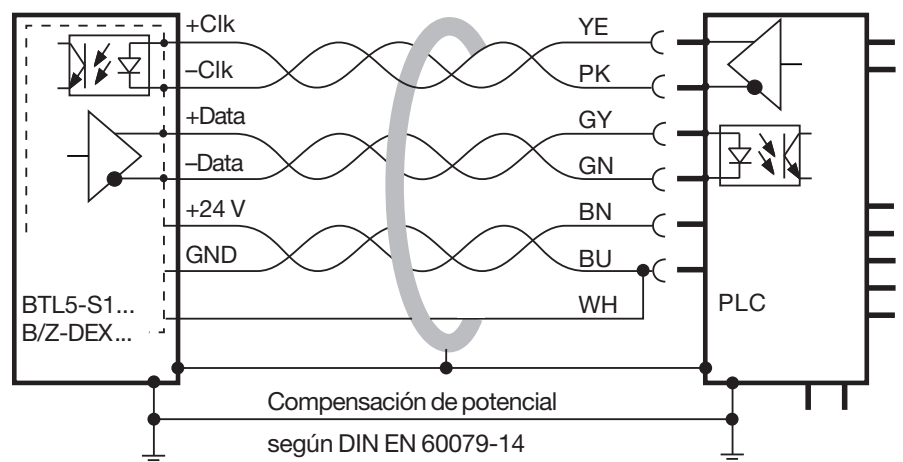 +Clk
YE
–Clk
PK
+Data
GY
–Data
GN
+24 V
BN
GND
BU
WH
BTL5-S1...
B/Z-DEX...
PLC
Compensación de potencial
según DIN EN 60079-14